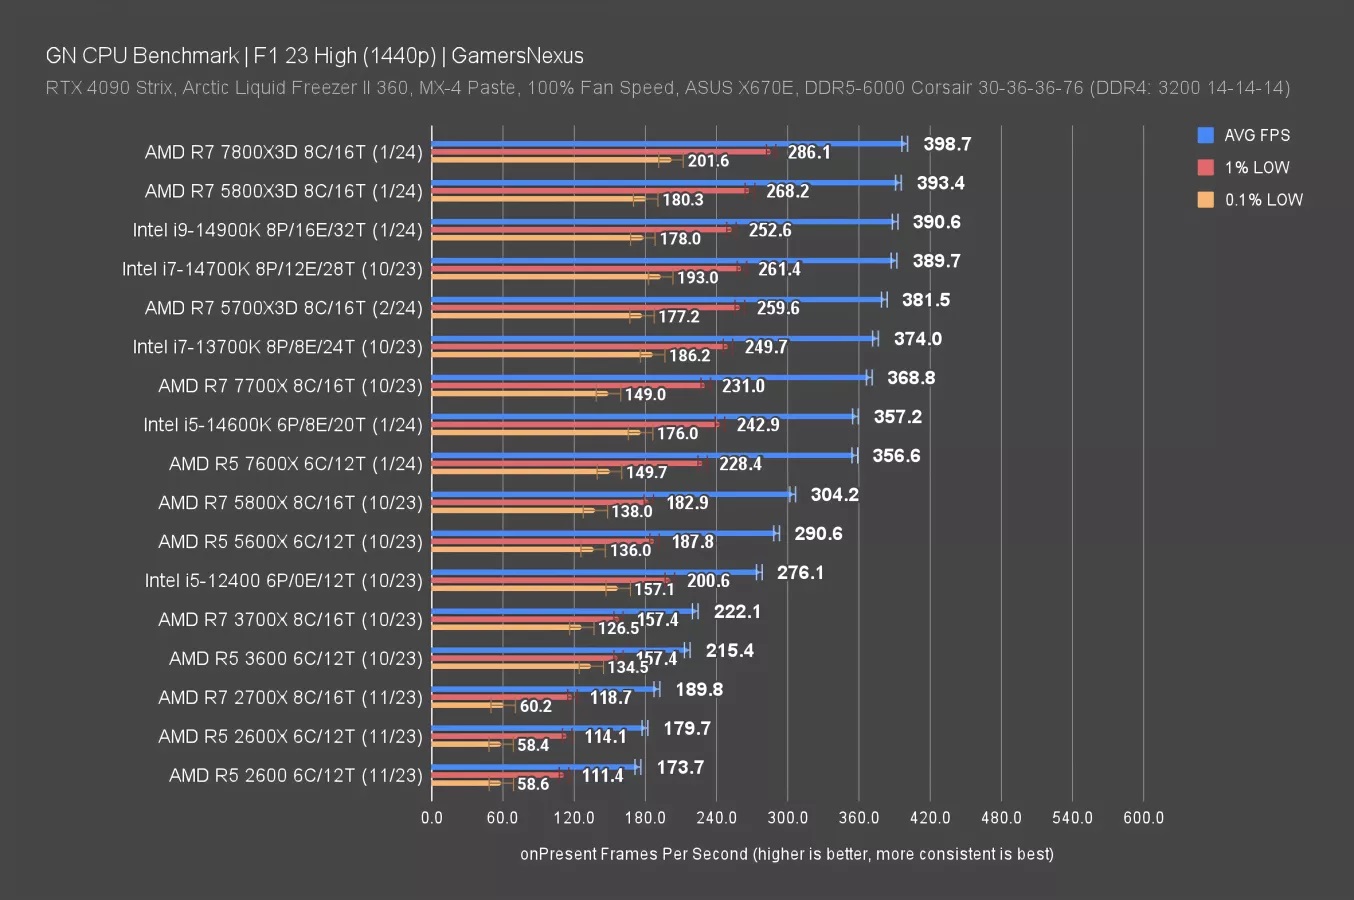 GN CPU Benchmark | F1 23 High (1440p) | GamersNexus
RTX 4090 Strix, Arctic Liquid Freezer II 360, MX-4 Paste, 100% Fan Speed, ASUS X670E, DDR5-6000 Corsair 30-36-36-76 (DDR4: 3200 14-14-14)
AVG FPS
1% LOW
0.1% LOW
AMD R7 7800X3D 8C/16T (1/24) 398.7 286.1 201.6
AMD R7 5800X3D 8C/16T (1/24) 393.4 268.2 180.3
Intel i9-14900K 8P/16E/32T (1/24) 390.6 252.6 178.0
Intel i7-14700K 8P/12E/28T (10/23) 389.7 261.4 193.0
AMD R7 5700X3D 8C/16T (2/24) 381.5 259.6 177.2
Intel i7-13700K 8P/8E/24T (10/23) 374.0 249.7 186.2
AMD R7 7700X 8C/16T (10/23) 368.8 231.0 149.0
Intel i5-14600K 6P/8E/20T (1/24) 357.2 242.9 176.0
AMD R5 7600X 6C/12T (1/24) 356.6 228.4 149.7
AMD R7 5800X 8C/16T (10/23) 304.2 182.9 138.0
AMD R5 5600X 6C/12T (10/23) 290.6 187.8 136.0
Intel i5-12400 6P/0E/12T (10/23) 276.1 200.6 157.1
AMD R7 3700X 8C/16T (10/23) 222.1 157.4 126.5
AMD R5 3600 6C/12T (10/23) 215.4 157.4 134.5
AMD R7 2700X 8C/16T (11/23) 189.8 118.7 60.2
AMD R5 2600X 6C/12T (11/23) 179.7 114.1 58.4
AMD R5 2600 6C/12T (11/23) 173.7 111.4 58.6
0.0 60.0 120.0 180.0 240.0 300.0 360.0 420.0 480.0 540.0 600.0
onPresent Frames Per Second (higher is better, more consistent is best)